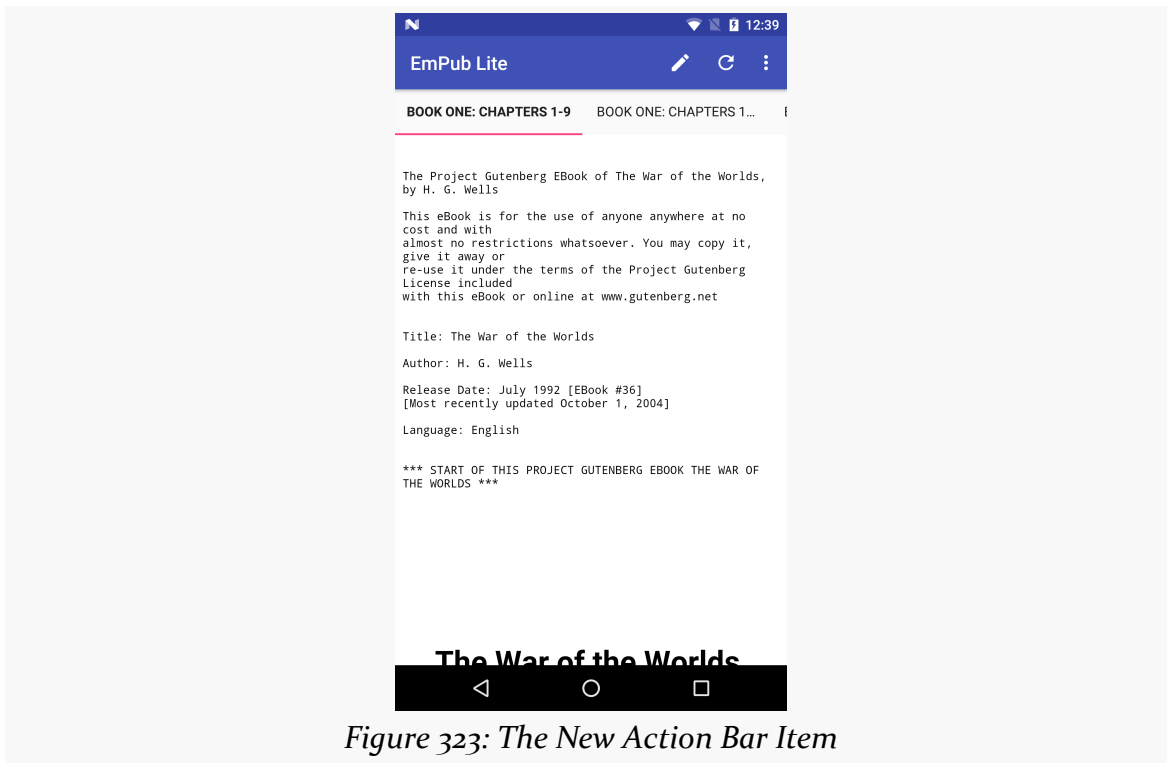 12:39
EmPub Lite
BOOK ONE: CHAPTERS 1-9 BOOK ONE: CHAPTERS 1...
The Project Gutenberg EBook of The War of the Worlds,
by H. G. Wells
This eBook is for the use of anyone anywhere at no
cost and with
almost no restrictions whatsoever. You may copy it,
give it away or
re-use it under the terms of the Project Gutenberg
License included
with this eBook or online at www.gutenberg.net
Title: The War of the Worlds
Author: H. G. Wells
Release Date: July 1992 [EBook #36]
[Most recently updated October 1, 2004]
Language: English
*** START OF THIS PROJECT GUTENBERG EBOOK THE WAR OF
THE WORLDS ***
The War of the Worlds
Figure 323: The New Action Bar Item